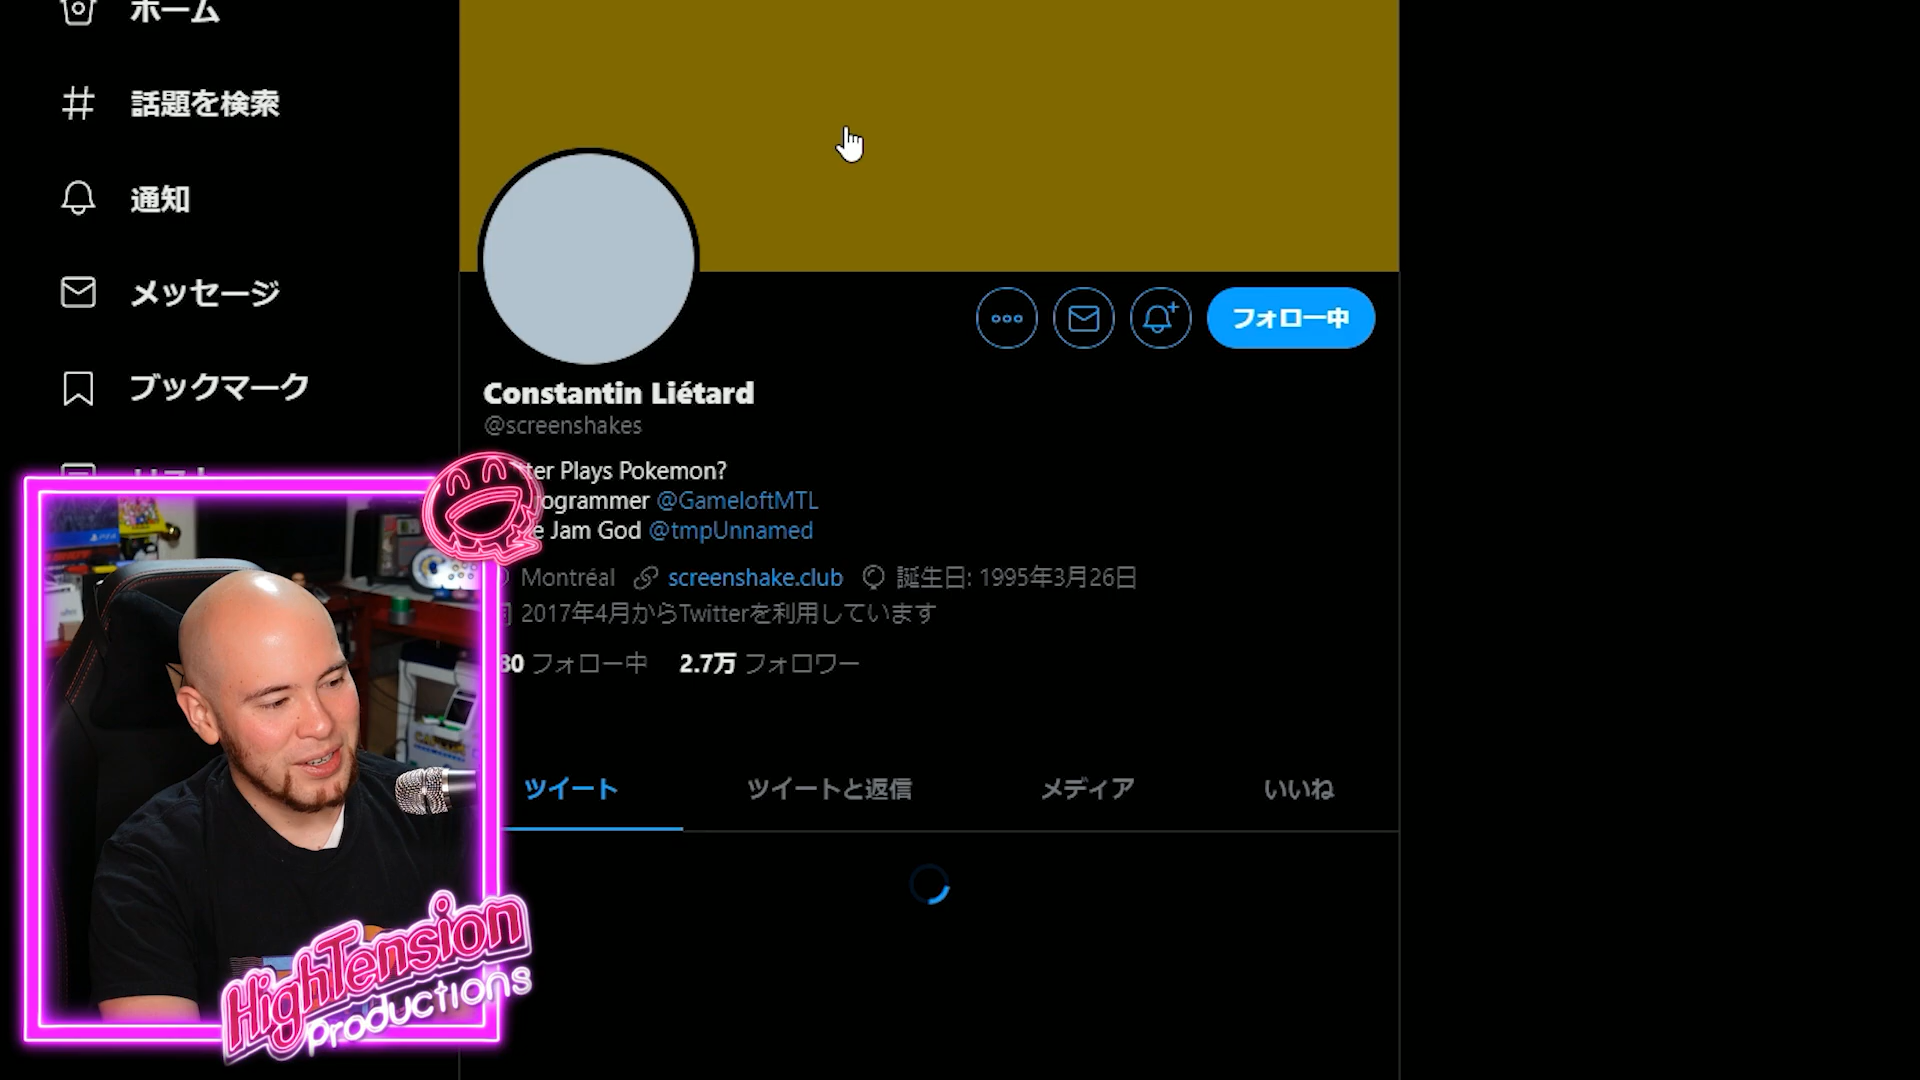 ホーム
話題を検索
通知
メッセージ
ブックマーク
フォロー中
Constantin Liétard
@screenshakes
ter Plays Pokemon?
rogrammer @GameloftMTL
e Jam God @tmpUnnamed
Montréal screenshake.club 誕生日: 1995年3月26日
2017年4月からTwitterを利用しています
80 フォロー中 2.7万 フォロワー
ツイート ツイートと返信 メディア いいね
HighTension
Productions